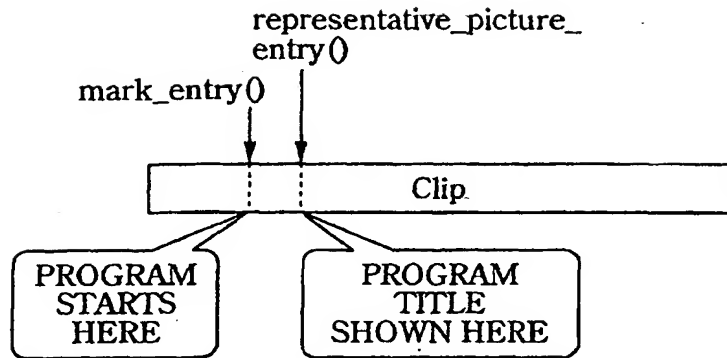 representative_picture_
entry()
mark_entry()
Clip
PROGRAM
STARTS
HERE
PROGRAM
TITLE
SHOWN HERE